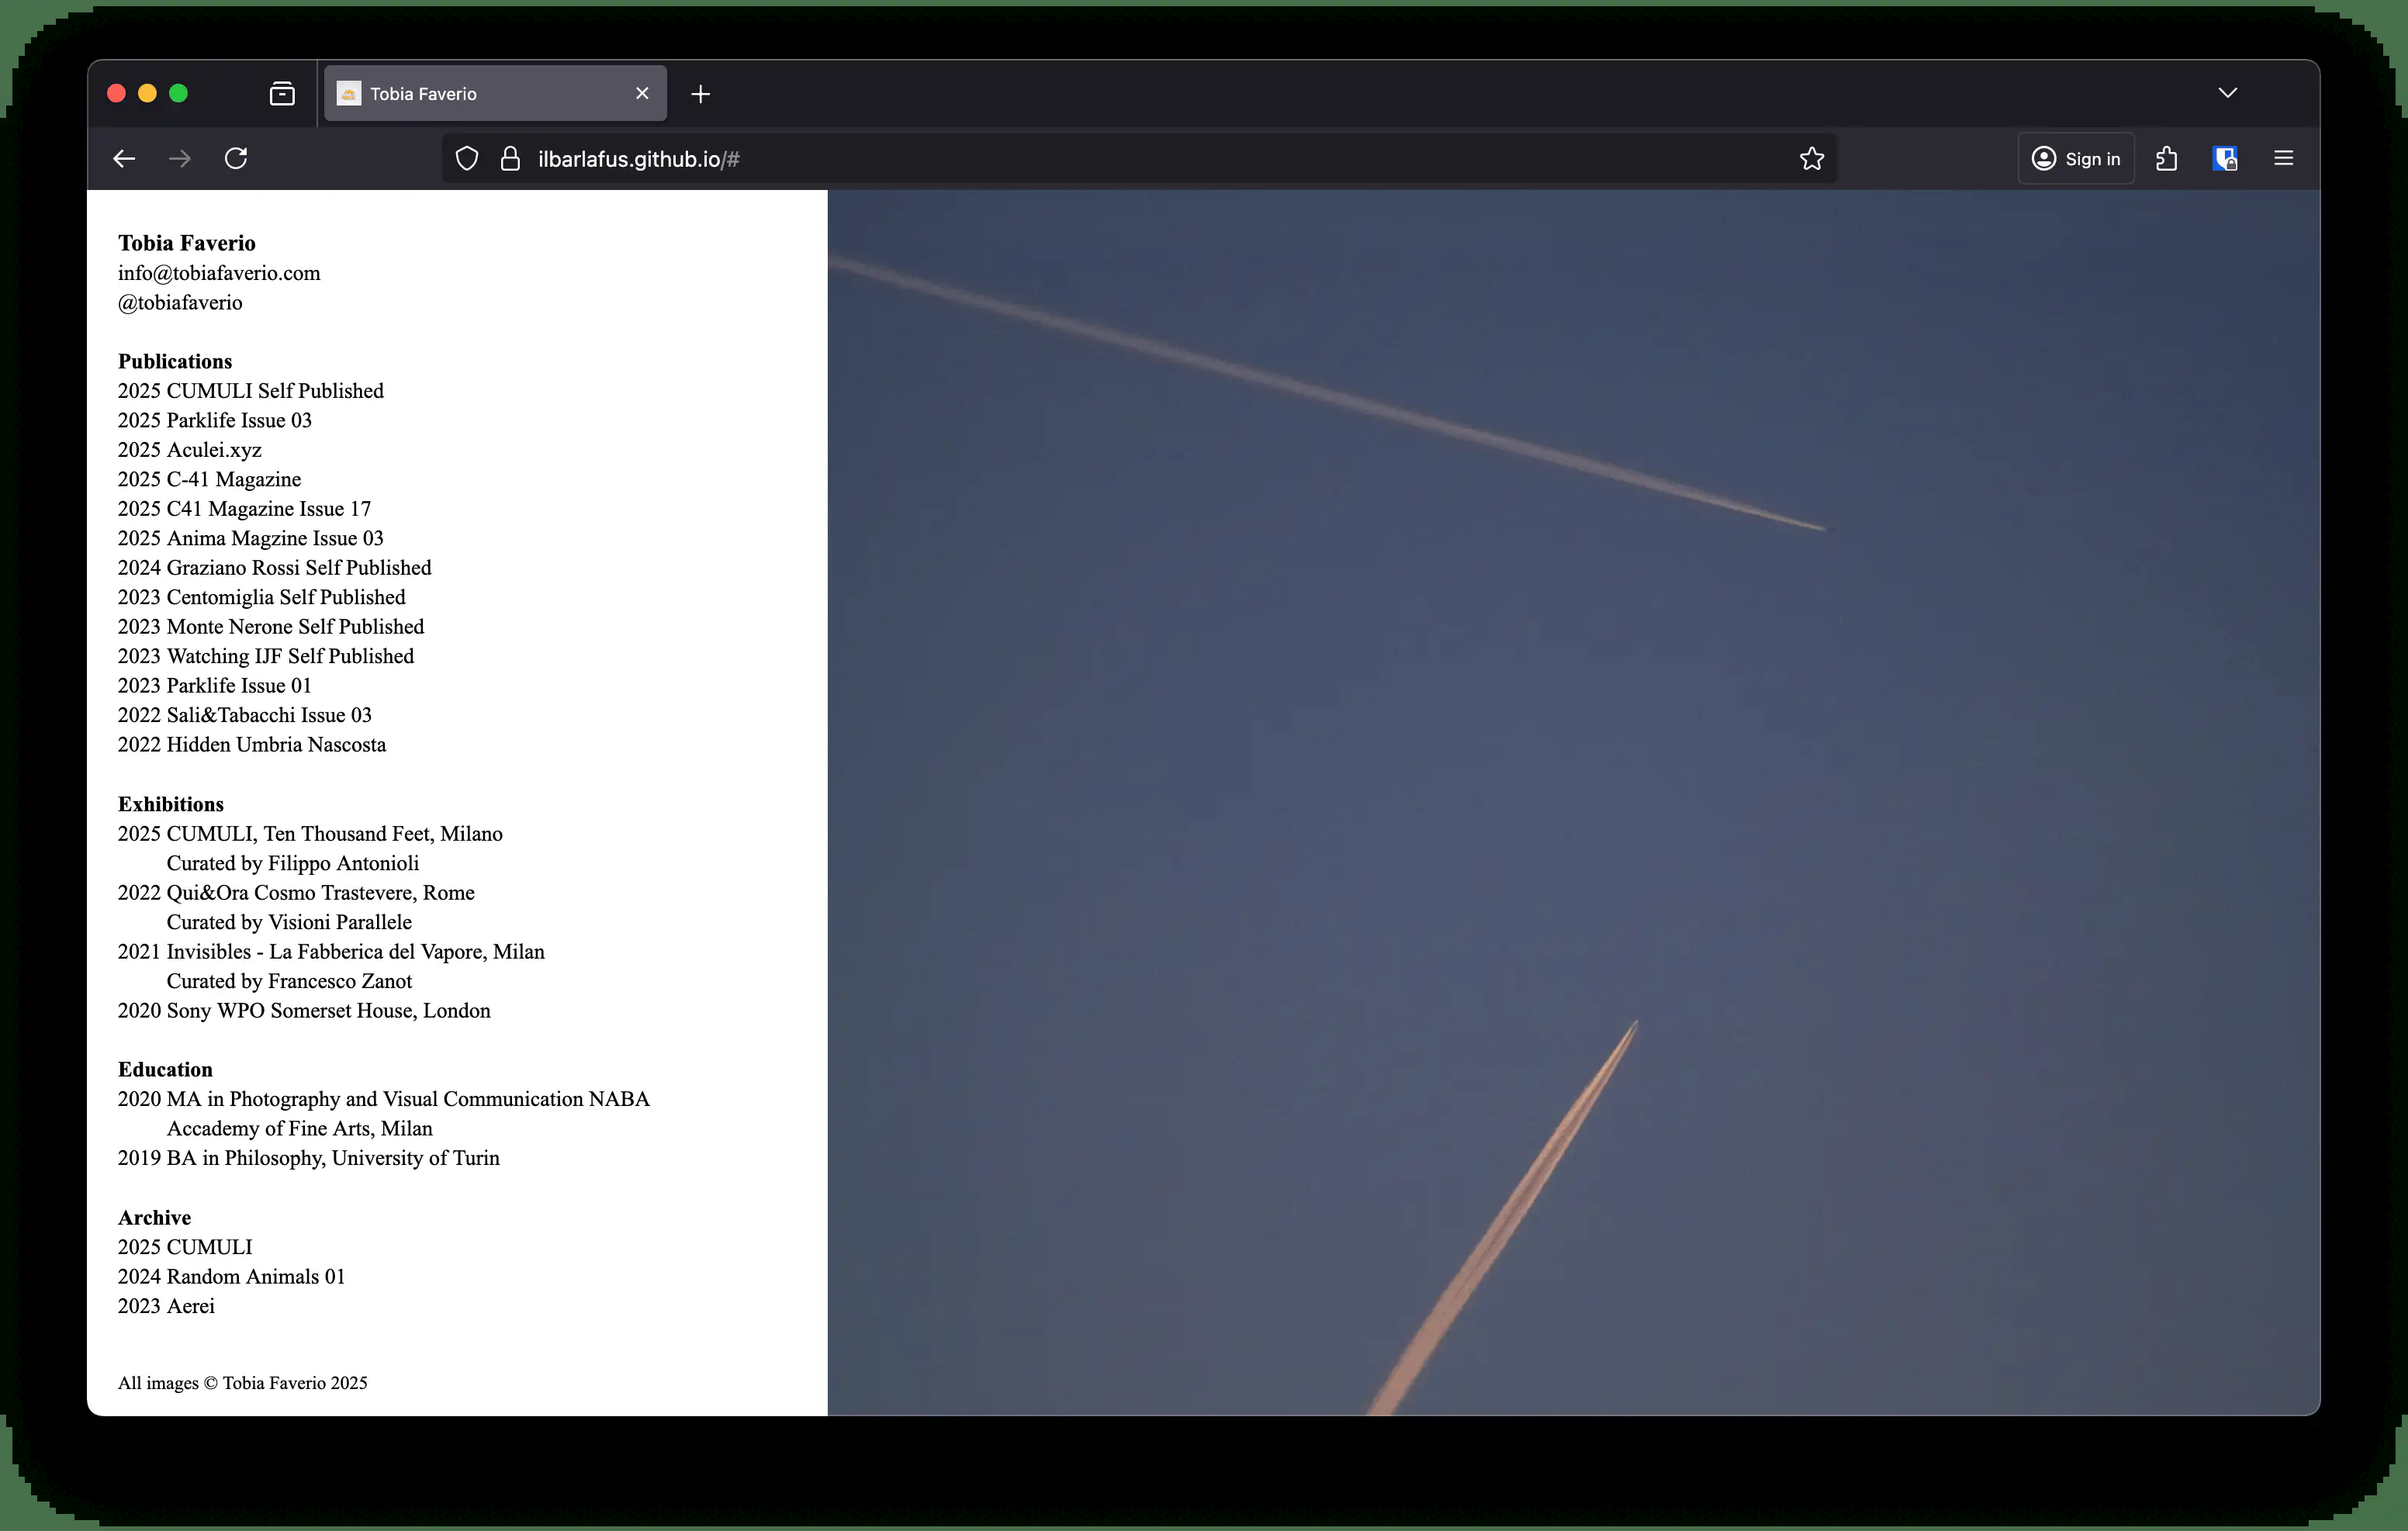 Tobia Faverio
ilbarlafus.github.io/#
Sign in
Tobia Faverio
info@tobiafaverio.com
@tobiafaverio
Publications
2025 CUMULI Self Published
2025 Parklife Issue 03
2025 Aculei.xyz
2025 C-41 Magazine
2025 C41 Magazine Issue 17
2025 Anima Magzine Issue 03
2024 Graziano Rossi Self Published
2023 Centomiglia Self Published
2023 Monte Nerone Self Published
2023 Watching IJF Self Published
2023 Parklife Issue 01
2022 Sali&Tabacchi Issue 03
2022 Hidden Umbria Nascosta
Exhibitions
2025 CUMULI, Ten Thousand Feet, Milano
Curated by Filippo Antonioli
2022 Qui&Ora Cosmo Trastevere, Rome
Curated by Visioni Parallele
2021 Invisibles - La Fabberica del Vapore, Milan
Curated by Francesco Zanot
2020 Sony WPO Somerset House, London
Education
2020 MA in Photography and Visual Communication NABA
Accademy of Fine Arts, Milan
2019 BA in Philosophy, University of Turin
Archive
2025 CUMULI
2024 Random Animals 01
2023 Aerei
All images © Tobia Faverio 2025